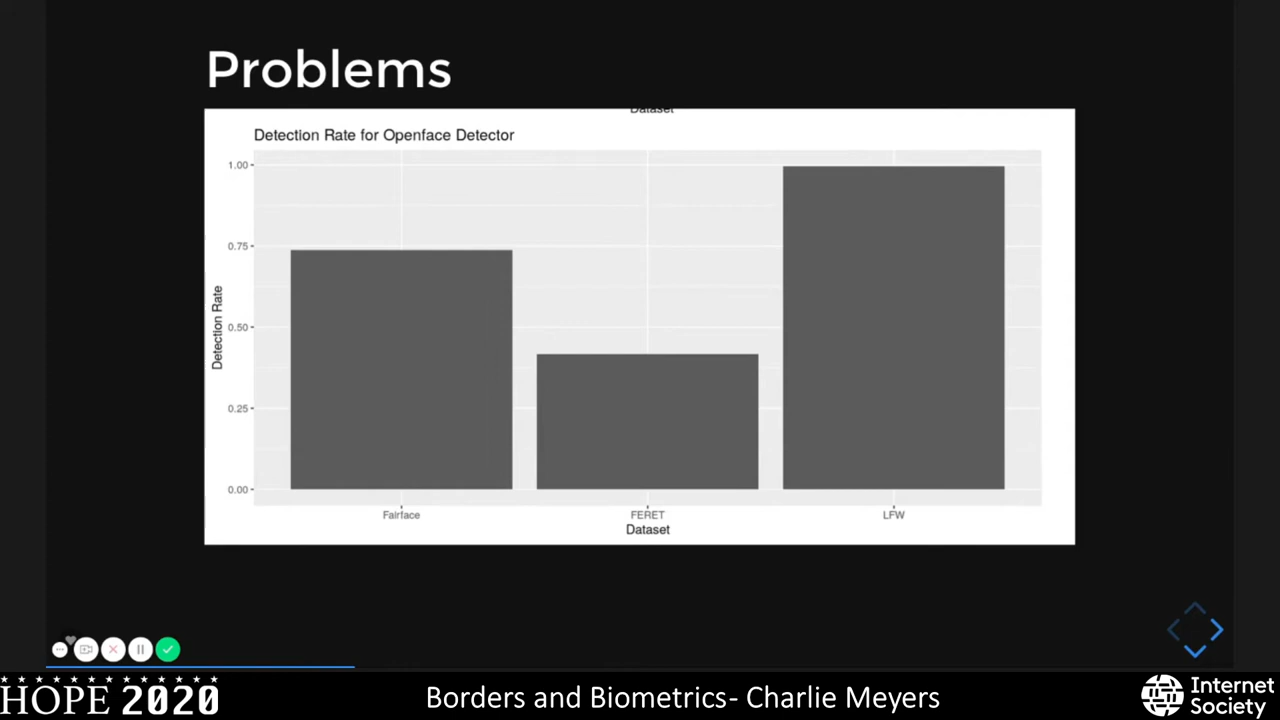 Problems
Dataset
Detection Rate for Openface Detector
1.00
0.75
0.50
0.25
0.00
Detection Rate
Fairface
FERET
LFW
Dataset
HOPE 2020
Borders and Biometrics- Charlie Meyers
Internet
Society